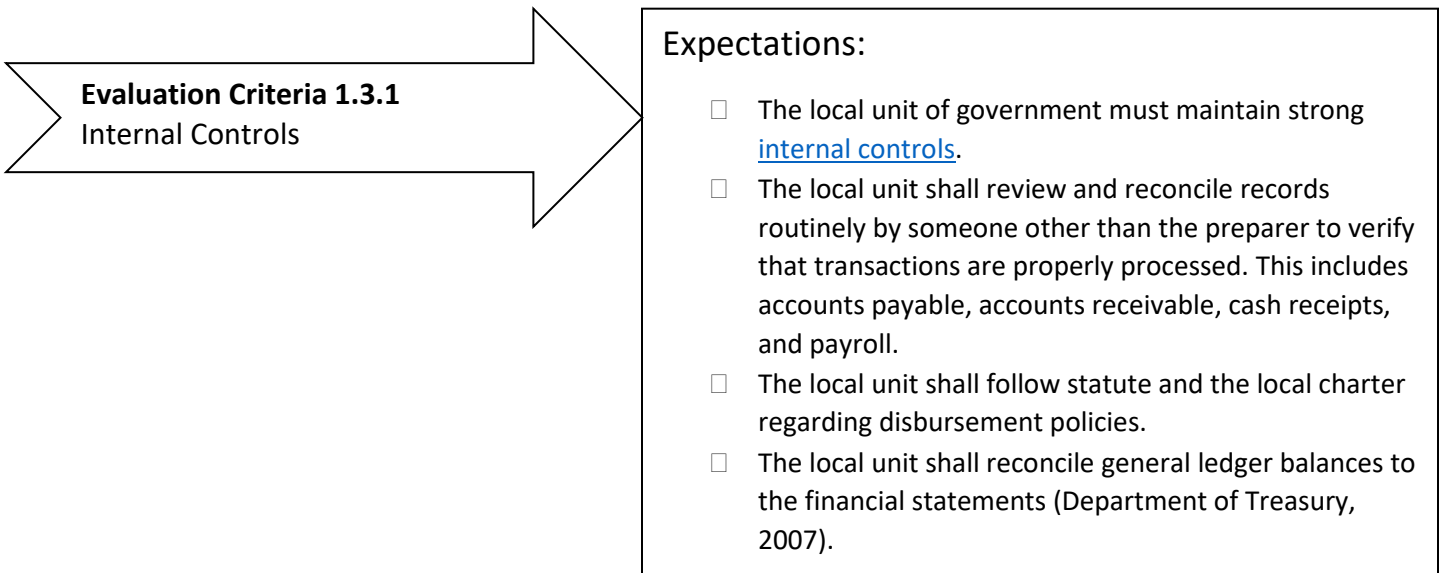 Evaluation Criteria 1.3.1
Internal Controls
Expectations:
☐ The local unit of government must maintain strong
internal controls.
☐ The local unit shall review and reconcile records
routinely by someone other than the preparer to verify
that transactions are properly processed. This includes
accounts payable, accounts receivable, cash receipts,
and payroll.
☐ The local unit shall follow statute and the local charter
regarding disbursement policies.
☐ The local unit shall reconcile general ledger balances to
the financial statements (Department of Treasury,
2007).